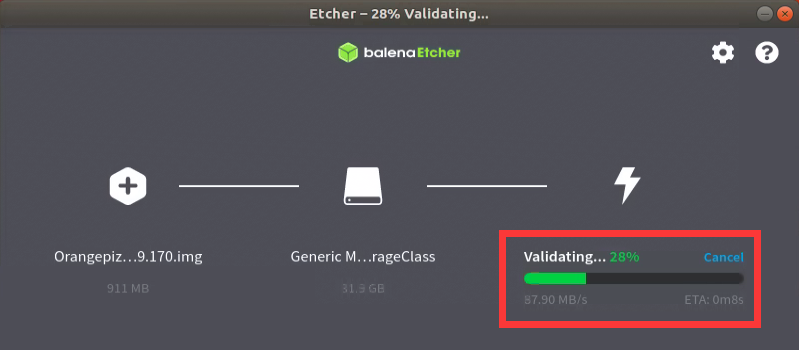 Etcher – 28% Validating...
balenaEtcher
Orangepiz...9.170.img
Generic M...rageClass
Validating... 28%
Cancel
911 MB
31.9 GB
87.90 MB/s
ETA: 0m8s